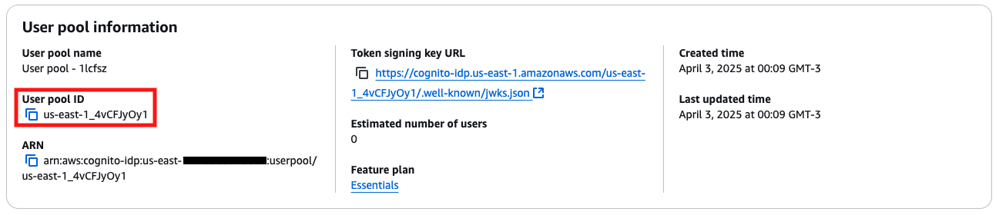 User pool information
User pool name
User pool - 1lcfsz
User pool ID
us-east-1_4vCFJyOy1
ARN
arn:aws:cognito-idp:us-east- :userpool/
us-east-1_4vCFJyOy1
Token signing key URL
https://cognito-idp.us-east-1.amazonaws.com/us-east-
1_4vCFJyOy1/.well-known/jwks.json
Estimated number of users
0
Feature plan
Essentials
Created time
April 3, 2025 at 00:09 GMT-3
Last updated time
April 3, 2025 at 00:09 GMT-3